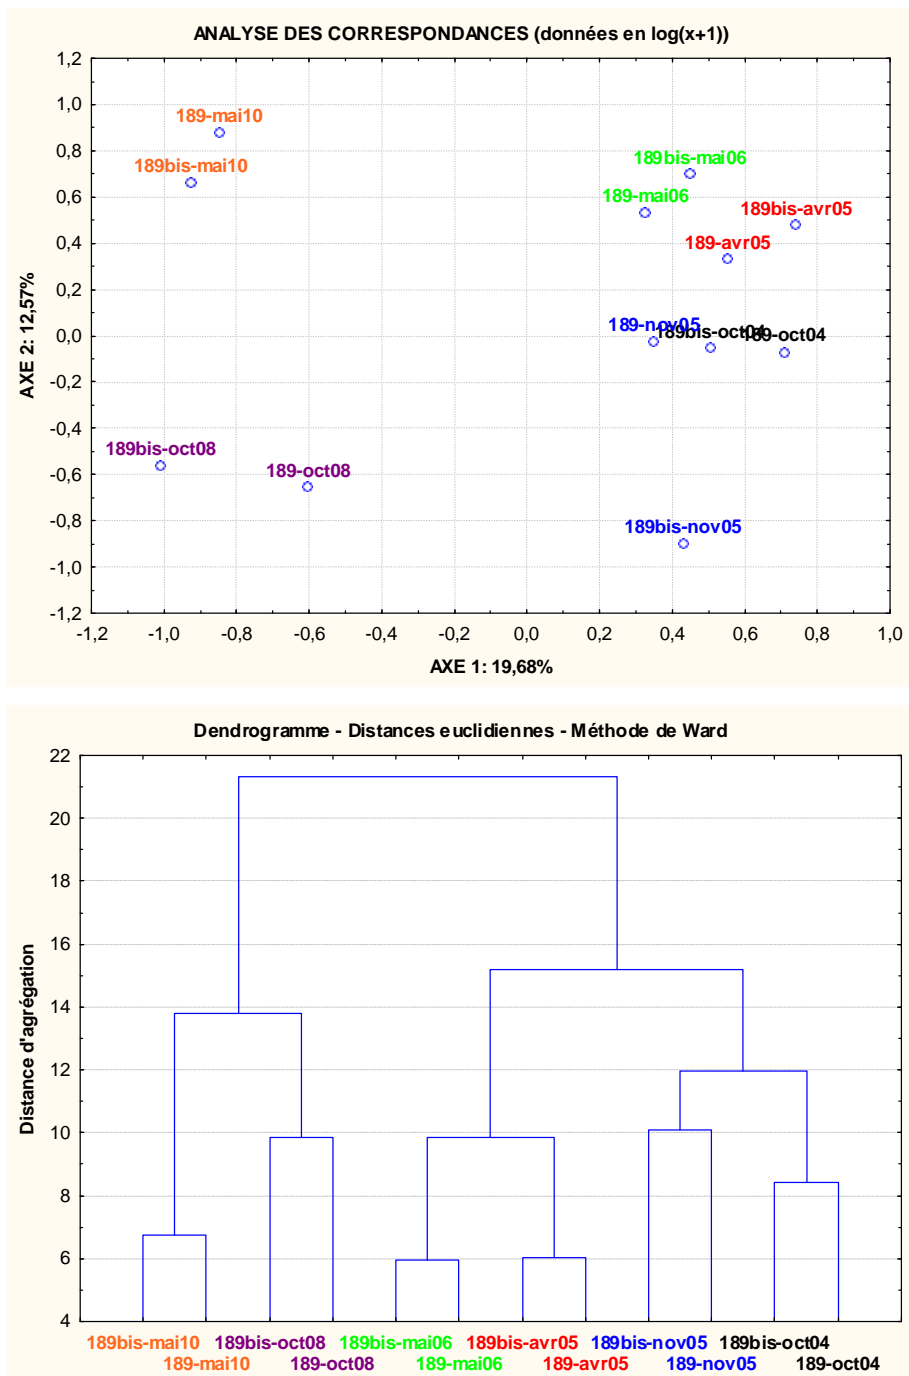 ANALYSE DES CORRESPONDANCES (données en log(x+1))
1,2
1,0
0,8
0,6
0,4
0,2
0,0
-0,2
-0,4
-0,6
-0,8
-1,0
-1,2
AXE 2: 12,57%
189-mai10
189bis-mai10
189bis-mai06
189-mai06
189bis-avr05
189-avr05
189-nov05
189bis-oct04
189-oct04
189bis-oct08
189-oct08
189bis-nov05
-1,2 -1,0 -0,8 -0,6 -0,4 -0,2 0,0 0,2 0,4 0,6 0,8 1,0
AXE 1: 19,68%
Dendrogramme - Distances euclidiennes - Méthode de Ward
22
20
18
16
14
12
10
8
6
4
Distance d'agrégation
189bis-mai10 189bis-oct08 189bis-mai06 189bis-avr05 189bis-nov05 189bis-oct04
189-mai10 189-oct08 189-mai06 189-avr05 189-nov05 189-oct04